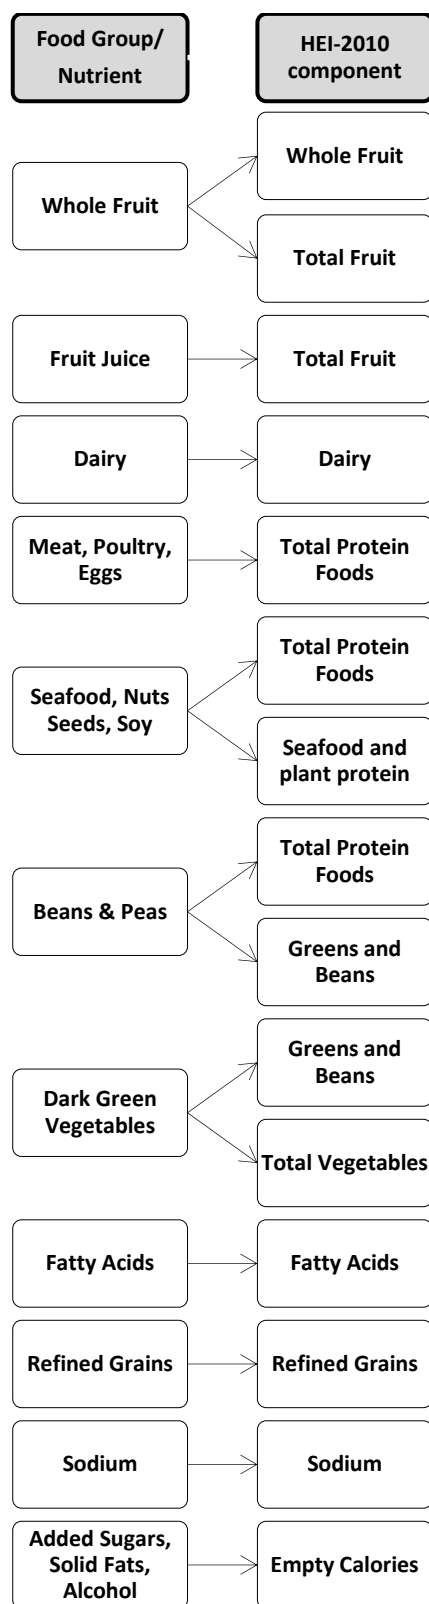 Food Group/
Nutrient
HEI-2010
component
Whole Fruit
Whole Fruit
Total Fruit
Fruit Juice
Total Fruit
Dairy
Dairy
Meat, Poultry,
Eggs
Total Protein
Foods
Seafood, Nuts
Seeds, Soy
Total Protein
Foods
Seafood and
plant protein
Beans & Peas
Total Protein
Foods
Greens and
Beans
Dark Green
Vegetables
Greens and
Beans
Total Vegetables
Fatty Acids
Fatty Acids
Refined Grains
Refined Grains
Sodium
Sodium
Added Sugars,
Solid Fats,
Alcohol
Empty Calories